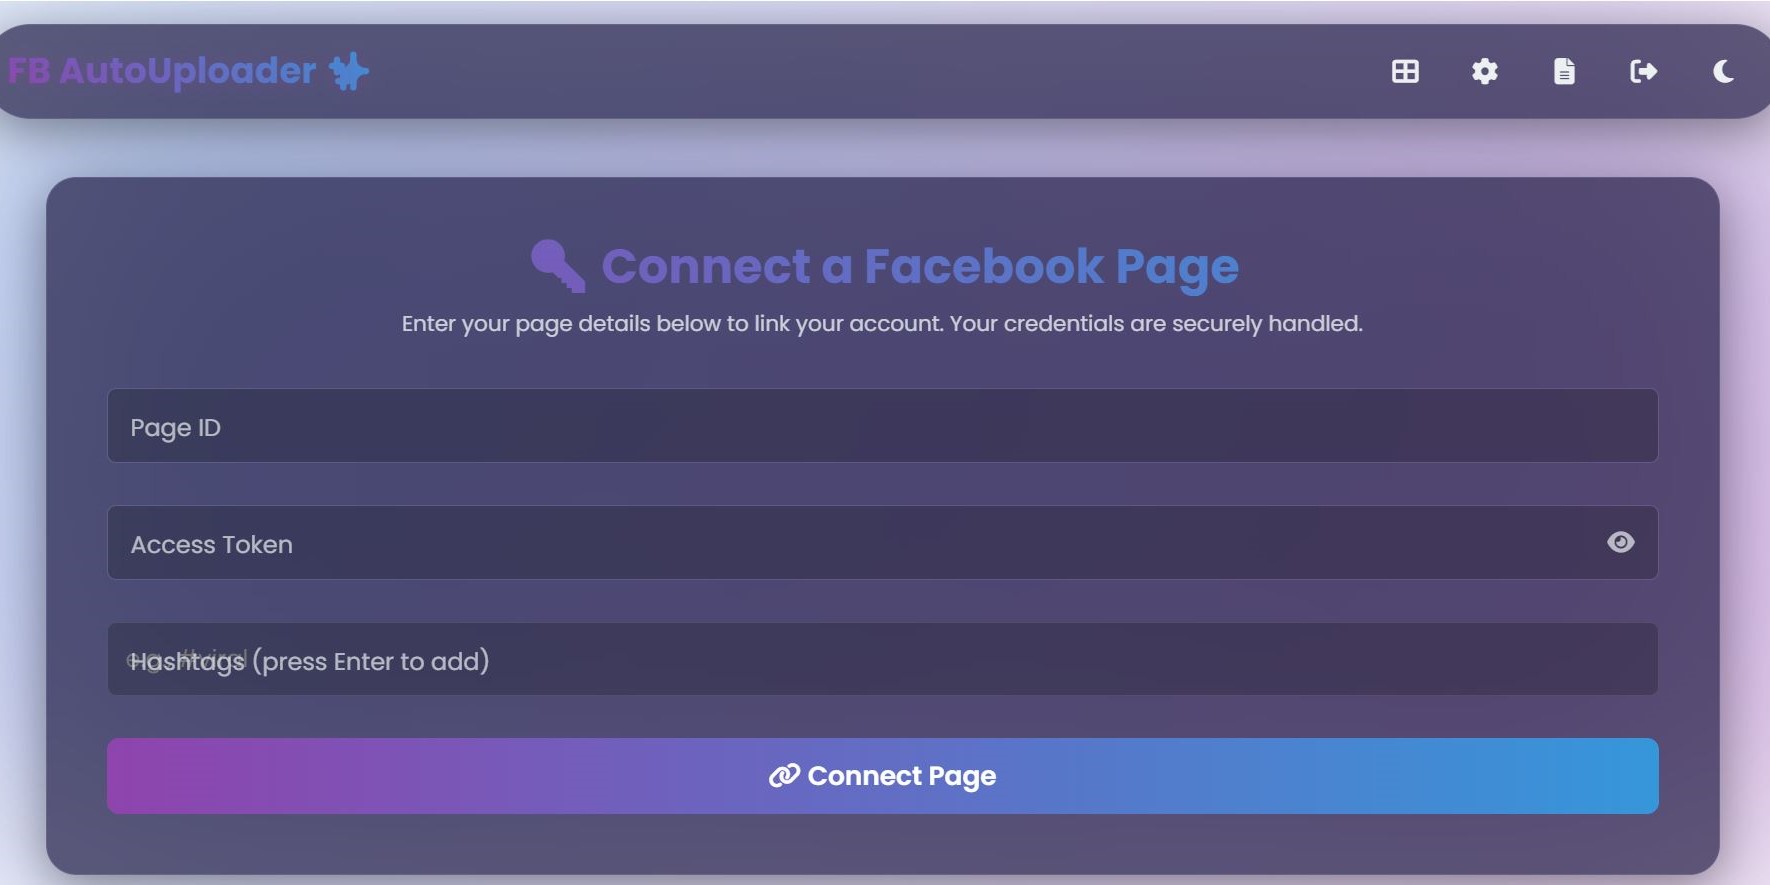 FB AutoUploader
Connect a Facebook Page
Enter your page details below to link your account. Your credentials are securely handled.
Page ID
Access Token
e.g. #viral
Hashtags (press Enter to add)
Connect Page